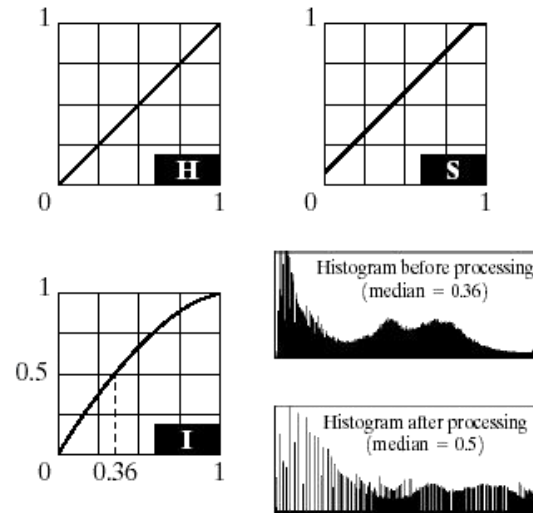 1
H
0
1
1
S
0
1
1
0.5
I
0
0.36
1
Histogram before processing
(median = 0.36)
Histogram after processing
(median = 0.5)